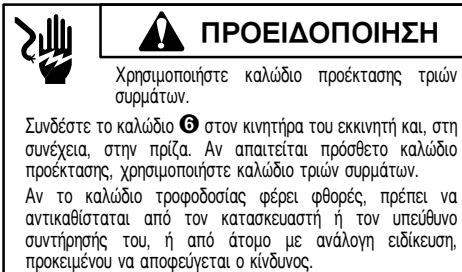 ΠΡΟΕΙΔΟΠΟΙΗΣΗ
Χρησιμοποιήστε καλώδιο προέκτασης τριών
συρμάτων.
Συνδέστε το καλώδιο ❻ στον κινητήρα του εκκινητή και, στη
συνέχεια, στην πρίζα. Αν απαιτείται πρόσθετο καλώδιο
προέκτασης, χρησιμοποιήστε καλώδιο τριών συρμάτων.
Αν το καλώδιο τροφοδοσίας φέρει φθορές, πρέπει να
αντικαθίσταται από τον κατασκευαστή ή τον υπεύθυνο
συντήρησής του, ή από άτομο με ανάλογη ειδίκευση,
προκειμένου να αποφεύγεται ο κίνδυνος.